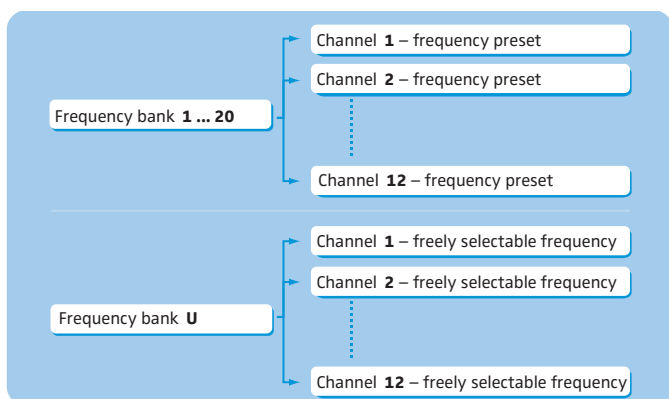 Channel 1 – frequency preset
Channel 2 – frequency preset
Frequency bank 1 ... 20
Channel 12 – frequency preset
Channel 1 – freely selectable frequency
Channel 2 – freely selectable frequency
Frequency bank U
Channel 12 – freely selectable frequency